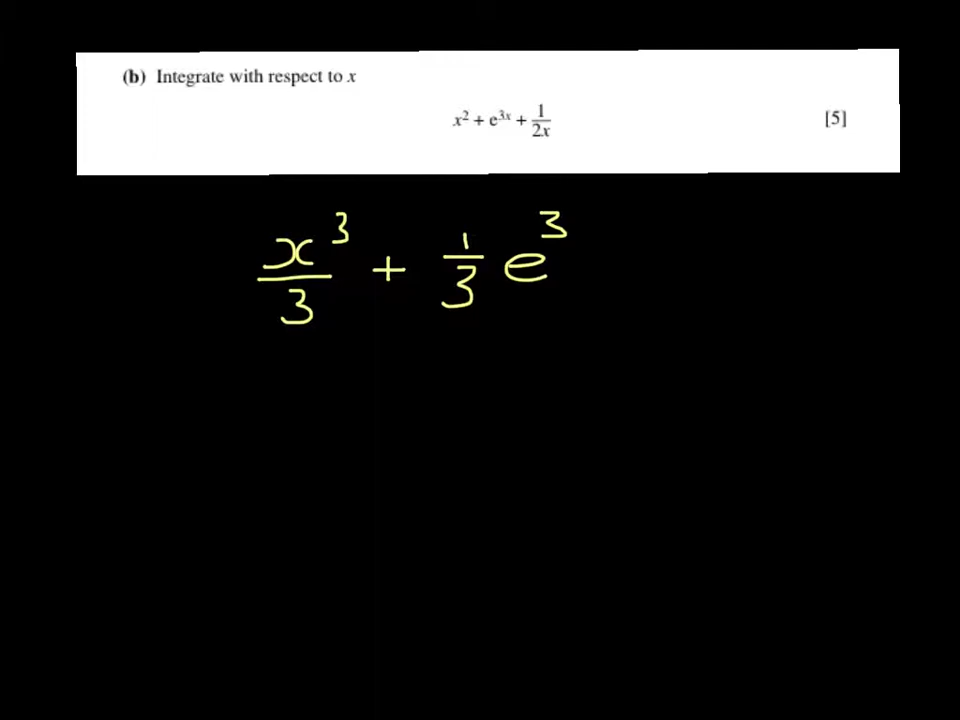 (b) Integrate with respect to x
x² + e³ˣ + 1/2x [5]
x³/3 + 1/3 e³